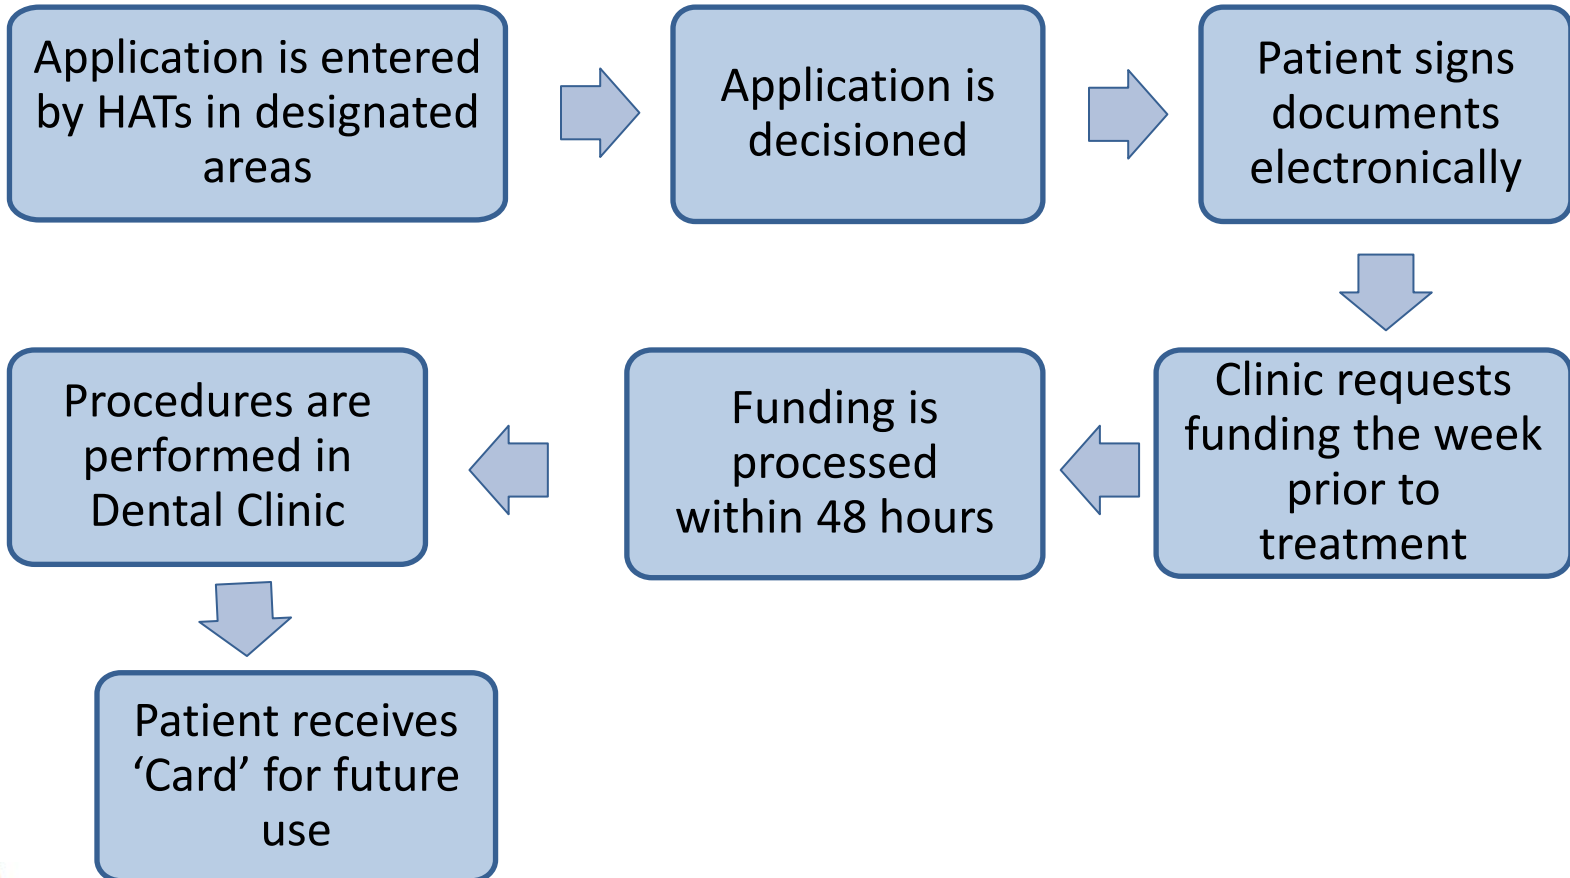 Application is entered
by HATs in designated
areas
Application is
decisioned
Patient signs
documents
electronically
Clinic requests
funding the week
prior to
treatment
Funding is
processed
within 48 hours
Procedures are
performed in
Dental Clinic
Patient receives
‘Card’ for future
use